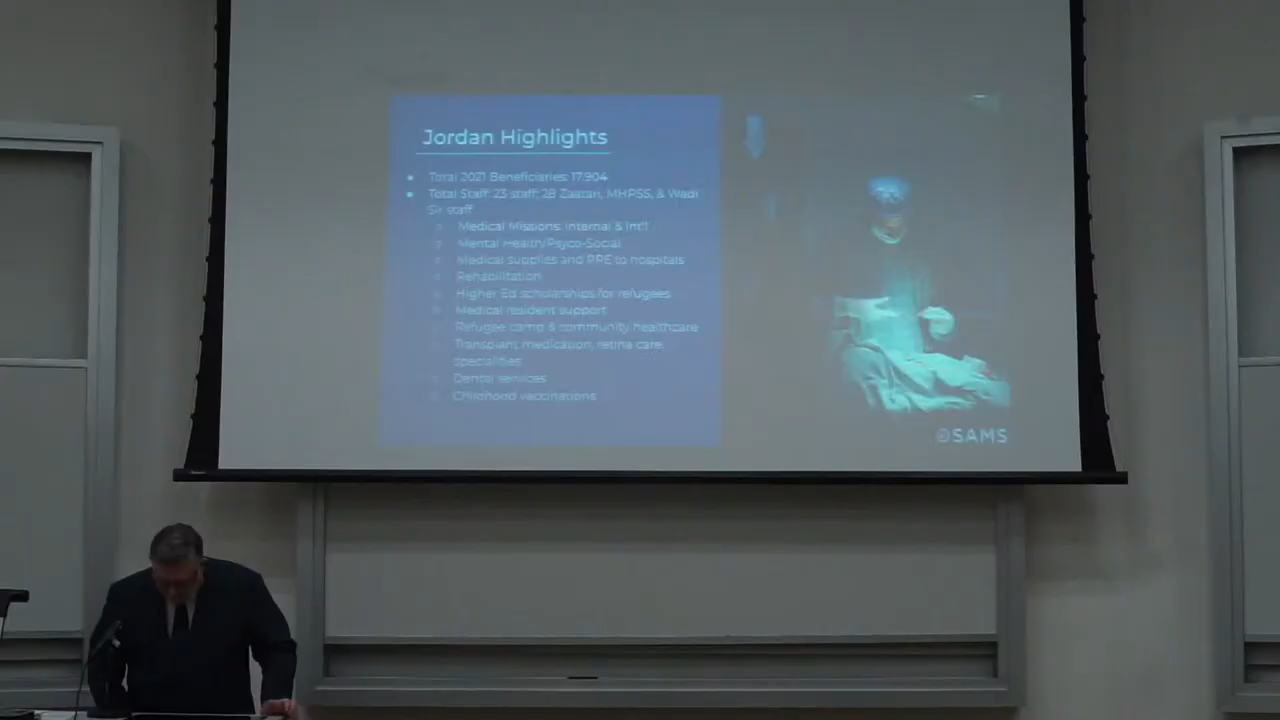 Jordan Highlights
Total 2021 Beneficiaries: 17,904
Total Staff: 23 staff; 28 Zaatari, MHPSS, & Wadi
Sir staff
Medical Missions: Internal & Int'l
Mental Health/Psyco-Social
Medical supplies and PPE to hospitals
Rehabilitation
Higher Ed scholarships for refugees
Medical resident support
Refugee camp & community healthcare
Transplant medication, retina care,
specialities
Dental services
Childhood vaccinations
SAMS